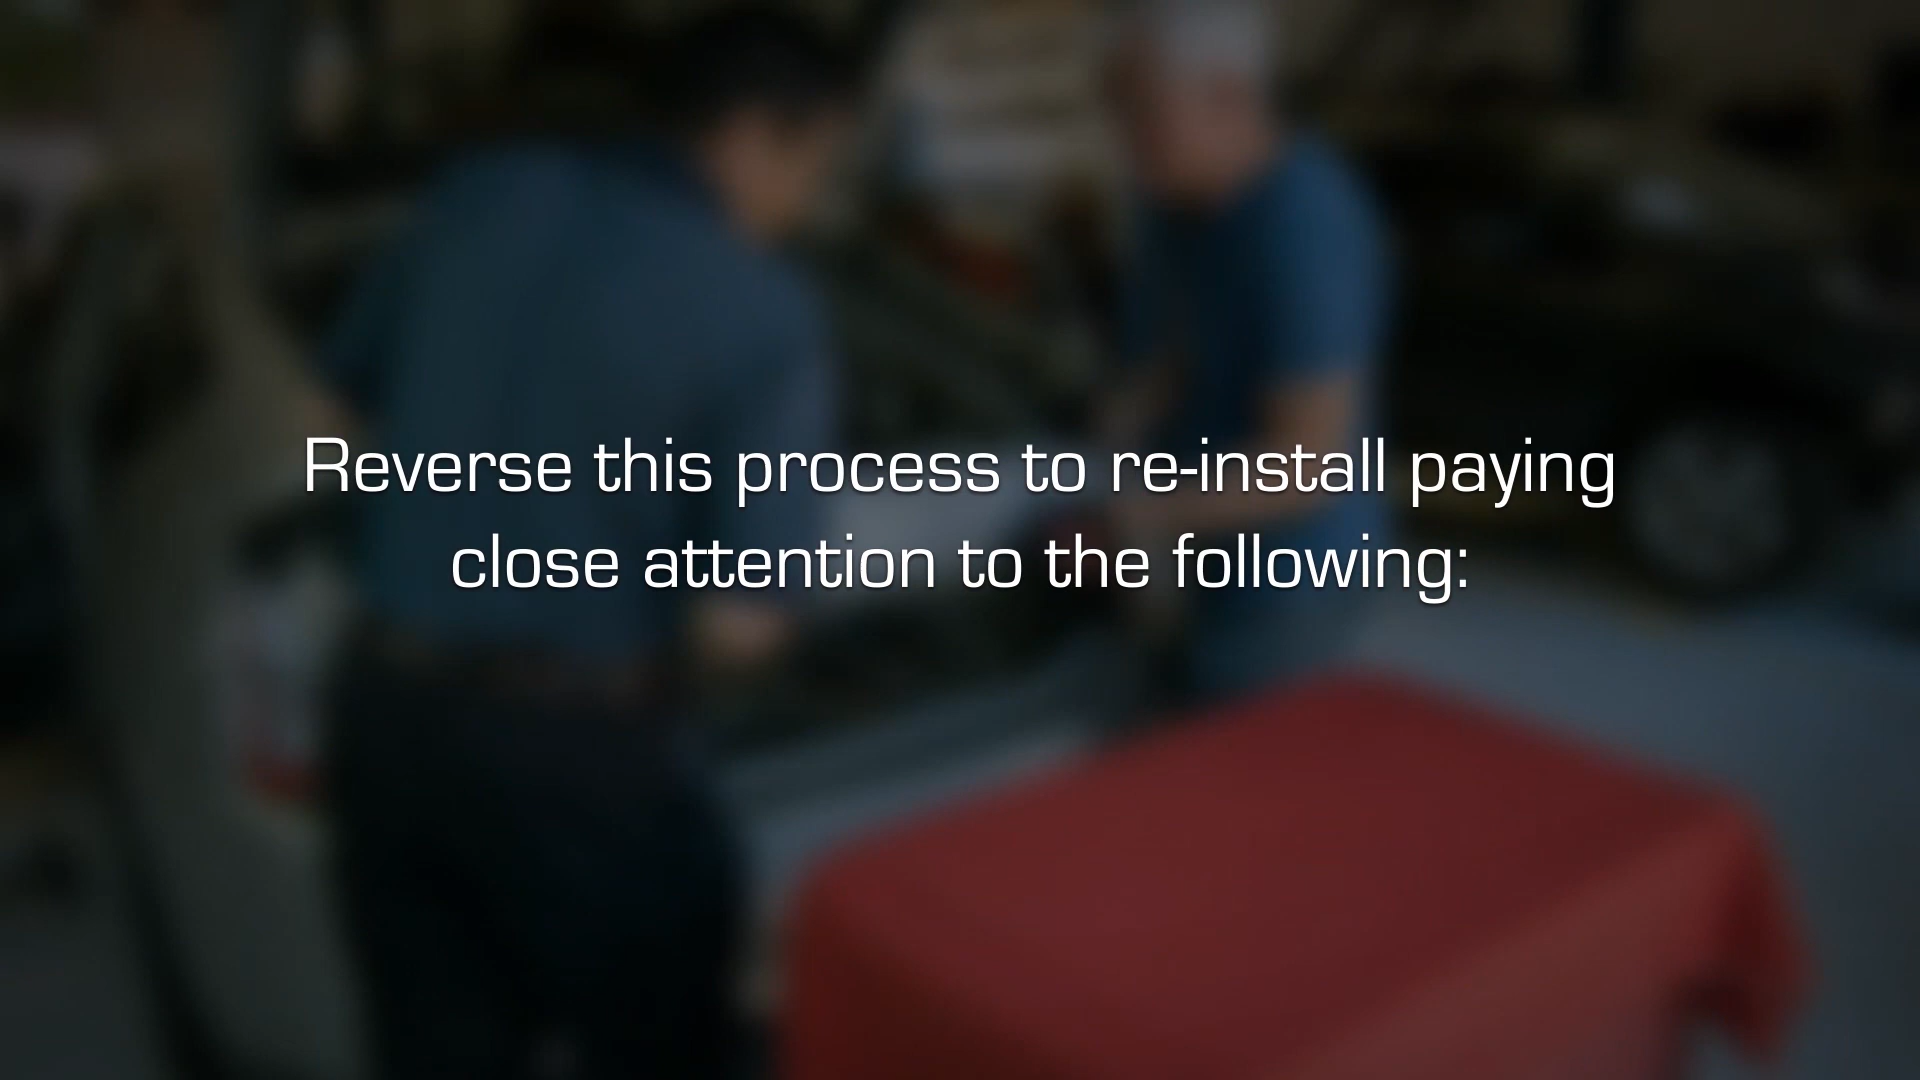 Reverse this process to re-install paying
close attention to the following: